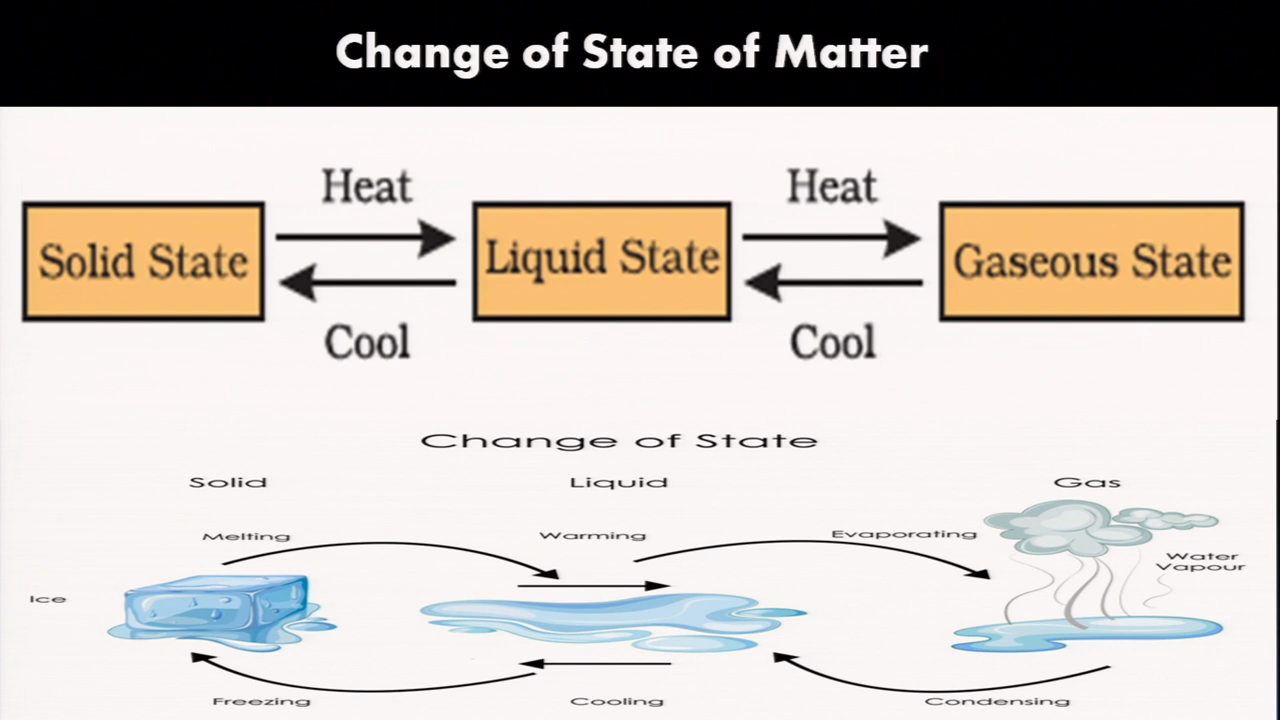 Change of State of Matter
Heat
Heat
Solid State
Liquid State
Gaseous State
Cool
Cool
Change of State
Solid
Liquid
Gas
Melting
Warming
Evaporating
Water
Vapour
Ice
Freezing
Cooling
Condensing